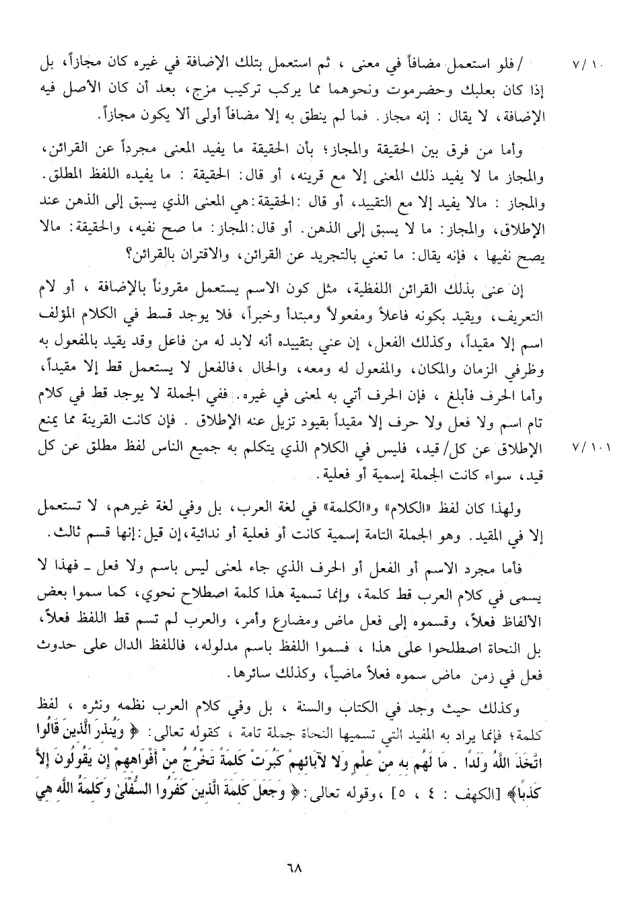 ٧/١٠٠ / فلو استعمل مضافاً في معنى ، ثم استعمل بتلك الإضافة في غيره كان مجازاً، بل
إذا كان بعلبك وحضرموت ونحوهما مما يركب تركيب مزج، بعد أن كان الأصل فيه
الإضافة، لا يقال : إنه مجاز. فما لم ينطق به إلا مضافاً أولى ألا يكون مجازاً.
وأما من فرق بين الحقيقة والمجاز؛ بأن الحقيقة ما يفيد المعنى مجرداً عن القرائن،
والمجاز ما لا يفيد ذلك المعنى إلا مع قرينه، أو قال: الحقيقة : ما يفيده اللفظ المطلق.
والمجاز : مالا يفيد إلا مع التقييد، أو قال :الحقيقة:هي المعنى الذي يسبق إلى الذهن عند
الإطلاق، والمجاز: ما لا يسبق إلى الذهن. أو قال:المجاز: ما صح نفيه، والحقيقة: مالا
يصح نفيها ، فإنه يقال: ما تعني بالتجريد عن القرائن، والاقتران بالقرائن؟
إن عنى بذلك القرائن اللفظية، مثل كون الاسم يستعمل مقروناً بالإضافة ، أو لام
التعريف، ويقيد بكونه فاعلاً ومفعولاً ومبتدأ وخبراً، فلا يوجد قسط في الكلام المؤلف
اسم إلا مقيداً، وكذلك الفعل، إن عني بتقييده أنه لابد له من فاعل وقد يقيد بالمفعول به
وظرفي الزمان والمكان، والمفعول له ومعه، والحال ،فالفعل لا يستعمل قط إلا مقيداً،
وأما الحرف فأبلغ ، فإن الحرف أتي به لمعنى في غيره. ففي الجملة لا يوجد قط في كلام
تام اسم ولا فعل ولا حرف إلا مقيداً بقيود تزيل عنه الإطلاق . فإن كانت القرينة مما يمنع
٧/١٠١ الإطلاق عن كل/ قيد، فليس في الكلام الذي يتكلم به جميع الناس لفظ مطلق عن كل
قيد، سواء كانت الجملة إسمية أو فعلية.
ولهذا كان لفظ «الكلام» و«الكلمة» في لغة العرب، بل وفي لغة غيرهم، لا تستعمل
إلا في المقيد. وهو الجملة التامة إسمية كانت أو فعلية أو ندائية،إن قيل:إنها قسم ثالث.
فأما مجرد الاسم أو الفعل أو الحرف الذي جاء لمعنى ليس باسم ولا فعل ــ فهذا لا
يسمى في كلام العرب قط كلمة، وإنما تسمية هذا كلمة اصطلاح نحوي، كما سموا بعض
الألفاظ فعلاً، وقسموه إلى فعل ماض ومضارع وأمر، والعرب لم تسم قط اللفظ فعلاً،
بل النحاة اصطلحوا على هذا ، فسموا اللفظ باسم مدلوله، فاللفظ الدال على حدوث
فعل في زمن ماض سموه فعلاً ماضياً، وكذلك سائرها.
وكذلك حيث وجد في الكتاب والسنة ، بل وفي كلام العرب نظمه ونثره ، لفظ
كلمة؛ فإنما يراد به المفيد التي تسميها النحاة جملة تامة ، كقوله تعالى: ﴿ وَيُنذِرَ الَّذِينَ قَالُوا
اتَّخَذَ اللَّهُ وَلَدًا . مَا لَهُم بِهِ مِنْ عِلْمٍ وَلا لآبَائِهِمْ كَبُرَتْ كَلِمَةً تَخْرُجُ مِنْ أَفْوَاهِهِمْ إِن يَقُولُونَ إِلاَّ
كَذِبًا﴾ [الكهف : ٤ ، ٥] ،وقوله تعالى:﴿ وَجَعَلَ كَلِمَةَ الَّذِينَ كَفَرُوا السُّفْلَىٰ وَكَلِمَةُ اللَّهِ هِيَ
٦٨